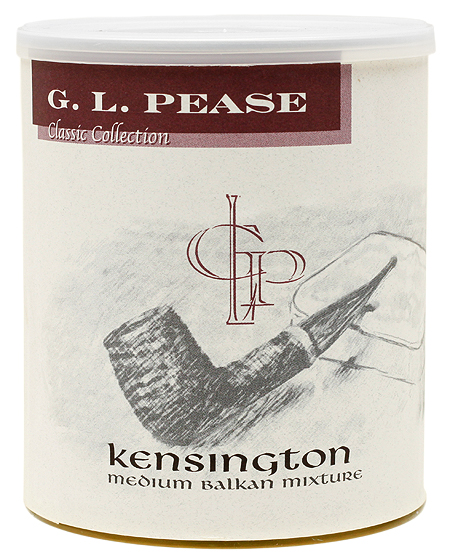 G. L. PEASE
Classic Collection
GLP
Kensington
medium Balkan mixture